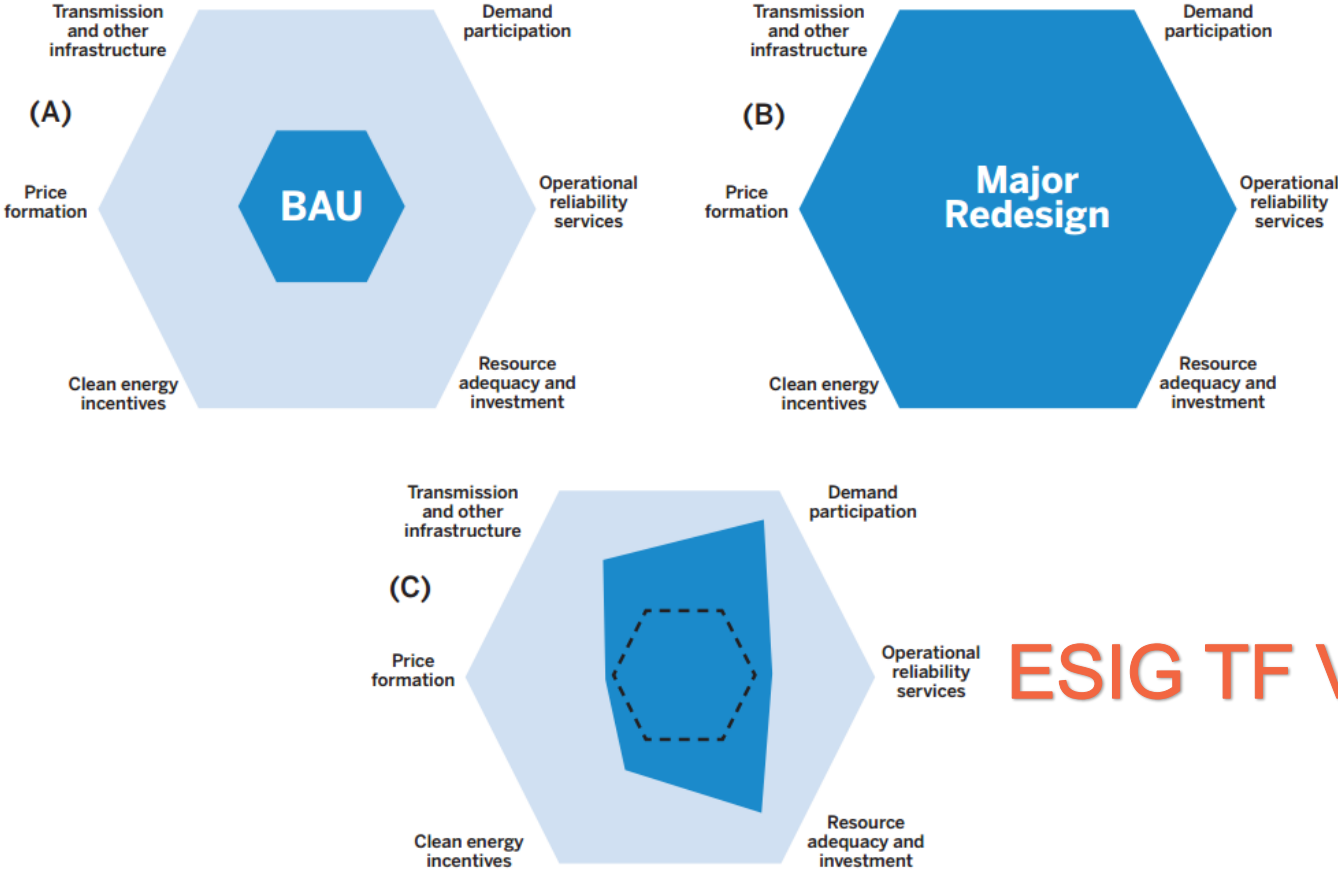 Transmission
and other
infrastructure
Demand
participation
(A)
BAU
Price
formation
Operational
reliability
services
Clean energy
incentives
Resource
adequacy and
investment
Transmission
and other
infrastructure
Demand
participation
(B)
Major
Redesign
Price
formation
Operational
reliability
services
Clean energy
incentives
Resource
adequacy and
investment
Transmission
and other
infrastructure
Demand
participation
(C)
Price
formation
Operational
reliability
services
ESIG TF
Clean energy
incentives
Resource
adequacy and
investment